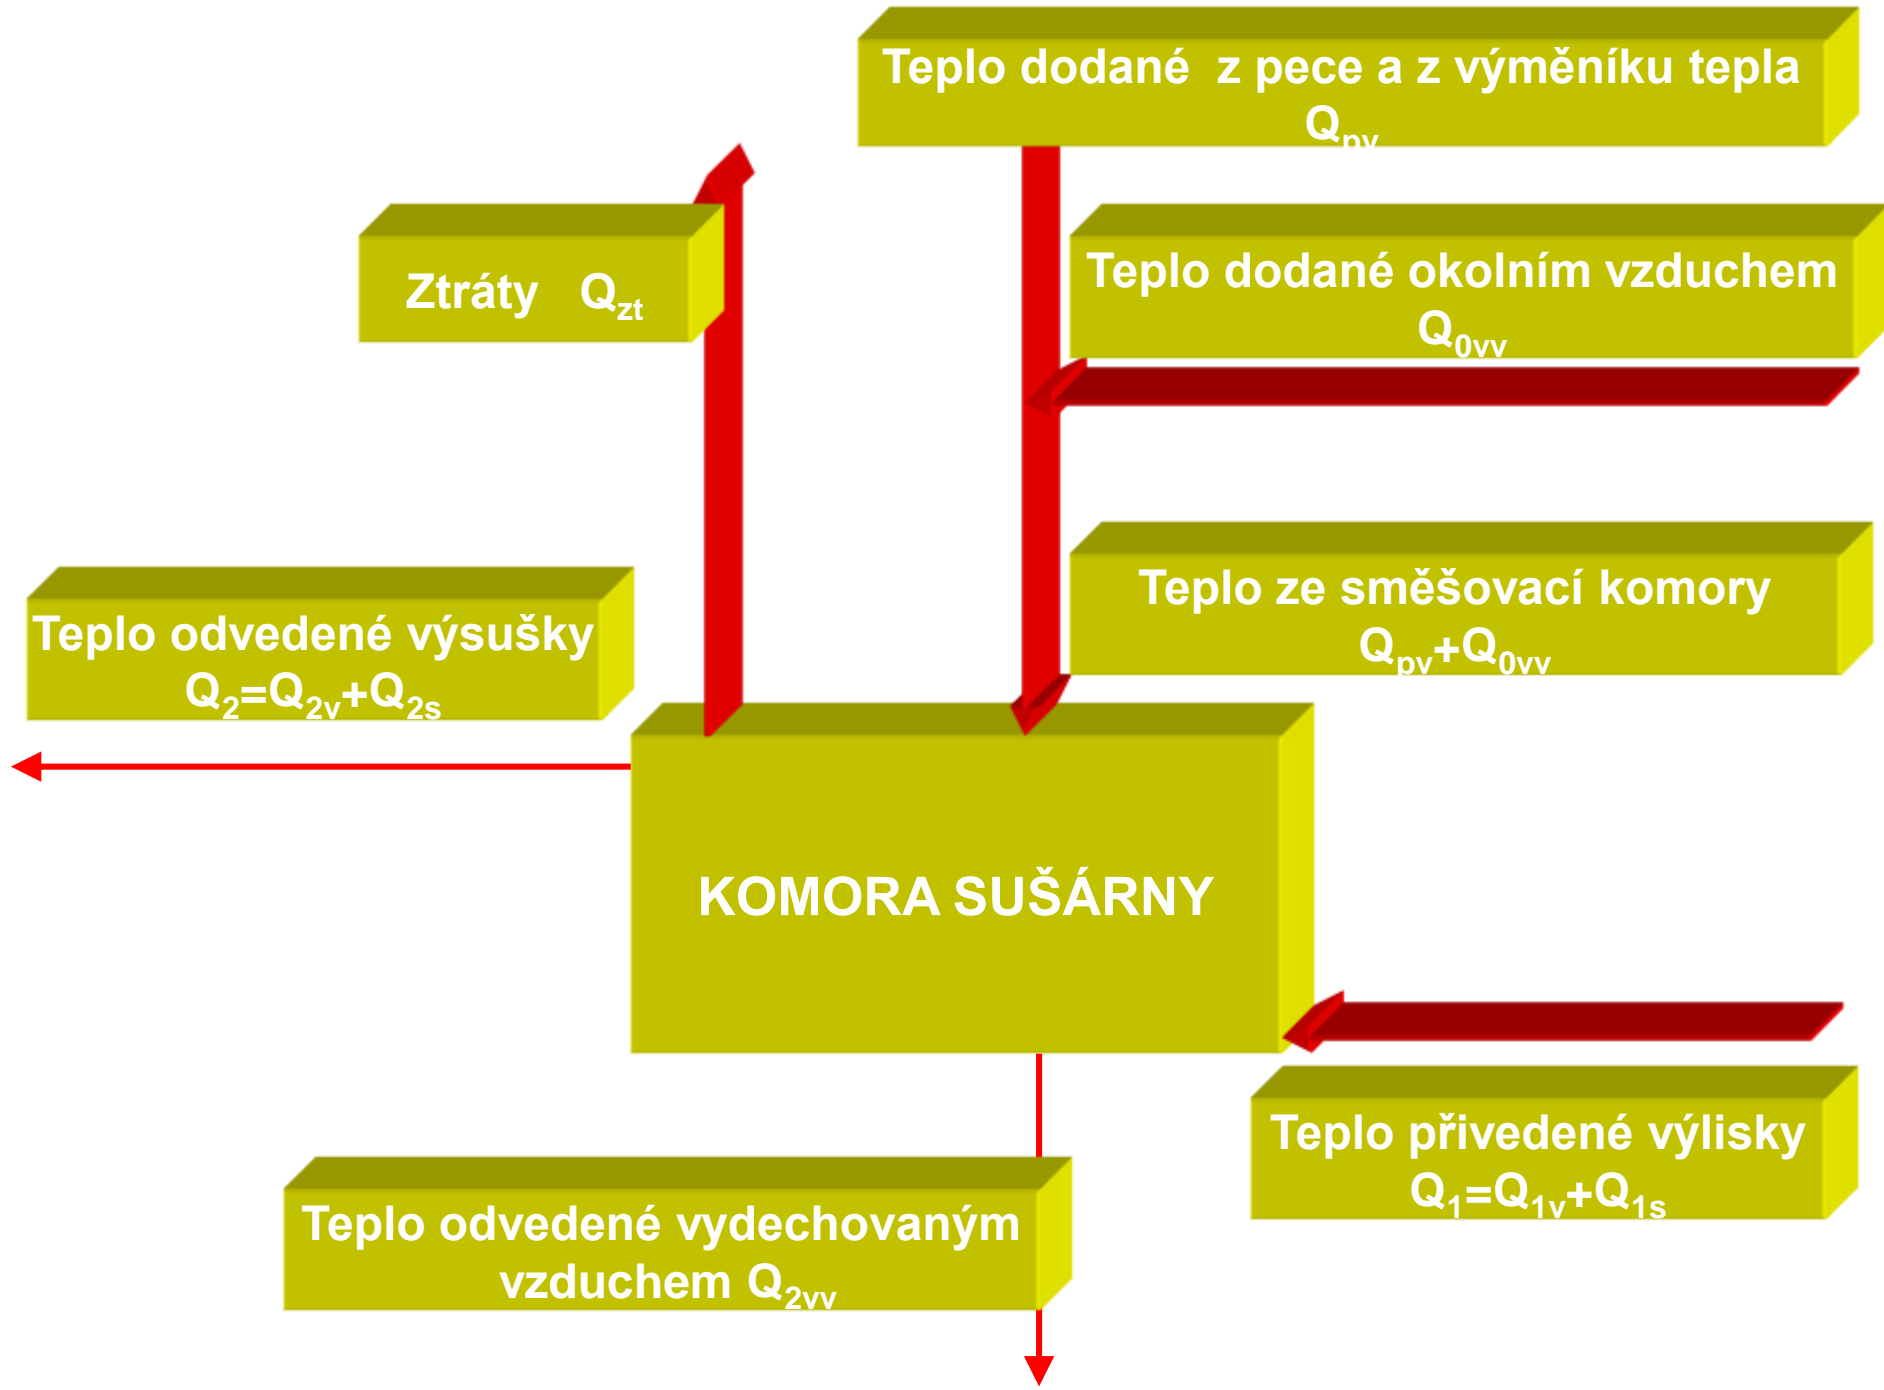 Teplo dodané z pece a z výměníku tepla
Qpv
Ztráty Qzt
Teplo dodané okolním vzduchem
Q0vv
Teplo ze směšovací komory
Qpv+Q0vv
Teplo odvedené výsušky
Q2=Q2v+Q2s
KOMORA SUŠÁRNY
Teplo přivedené výlisky
Q1=Q1v+Q1s
Teplo odvedené vydechovaným
vzduchem Q2vv